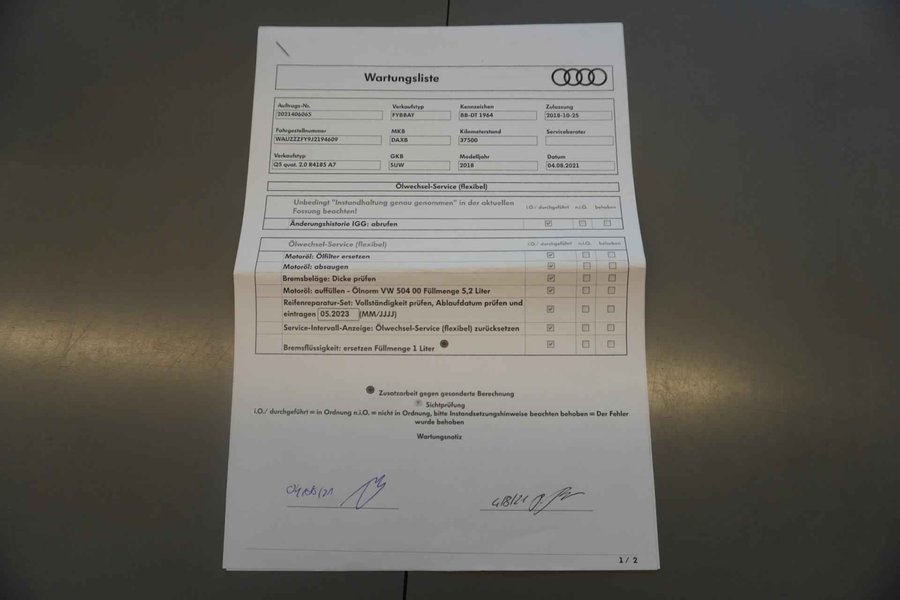 Wartungsliste
Auftrags-Nr. Verkaufstyp Kennzeichen Zulassung
2021406065 FYBBAY BB-DT 1964 2018-10-25
Fahrgestellnummer MKB Kilometerstand Serviceberater
WAUZZZFY9J2194609 DAXB 37500
Verkaufstyp GKB Modelljahr Datum
Q5 quat. 2.0 R4185 A7 SUW 2018 04.08.2021
Ölwechsel-Service (flexibel)
Unbedingt "Instandhaltung genau genommen" in der aktuellen
Fassung beachten! i.O./ durchgeführt n.i.O. behoben
Änderungshistorie IGG: abrufen
Ölwechsel-Service (flexibel) i.O./ durchgeführt n.i.O. behoben
Motoröl: Ölfilter ersetzen
Motoröl: absaugen
Bremsbeläge: Dicke prüfen
Motoröl: auffüllen - Ölnorm VW 504 00 Füllmenge 5,2 Liter
Reifenreparatur-Set: Vollständigkeit prüfen, Ablaufdatum prüfen und
eintragen 05.2023 (MM/JJJJ)
Service-Intervall-Anzeige: Ölwechsel-Service (flexibel) zurücksetzen
Bremsflüssigkeit: ersetzen Füllmenge 1 Liter
Zusatzarbeit gegen gesonderte Berechnung
Sichtprüfung
i.O./ durchgeführt = in Ordnung n.i.O. = nicht in Ordnung, bitte Instandsetzungshinweise beachten behoben = Der Fehler
wurde behoben
Wartungsnotiz
04/08/21 4/8/21
1 / 2